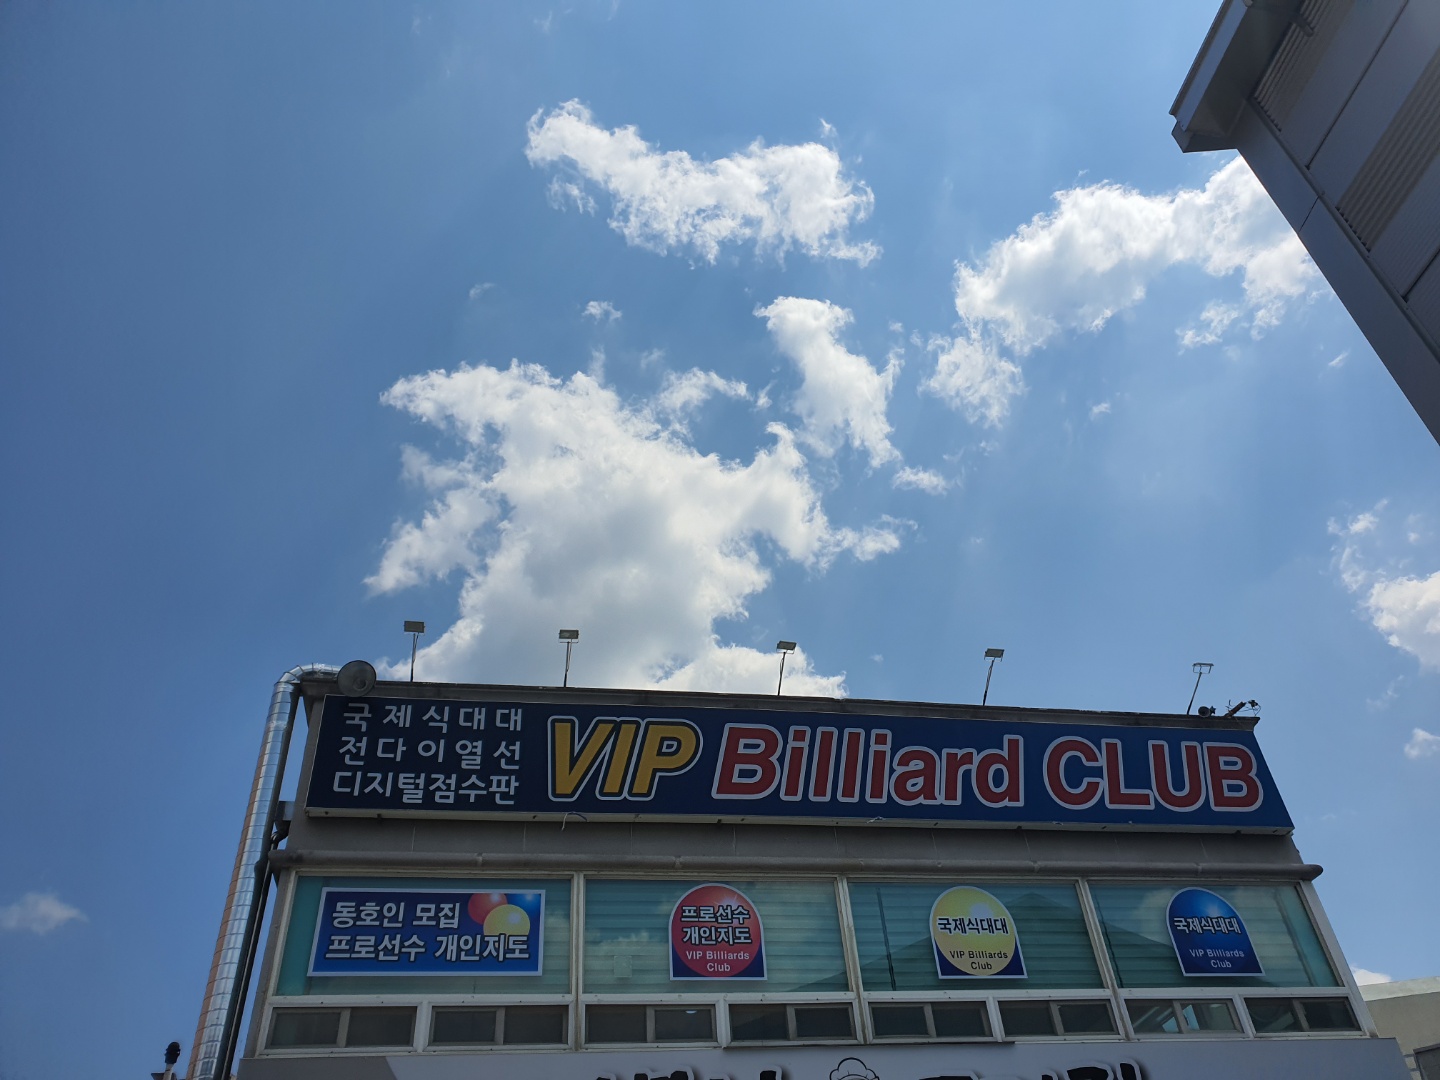 국제식대대
전다이열선
디지털점수판
VIP Billiard CLUB
동호인 모집
프로선수 개인지도
프로선수
개인지도
VIP Billiards
Club
국제식대대
VIP Billiards
Club
국제식대대
VIP Billiards
Club